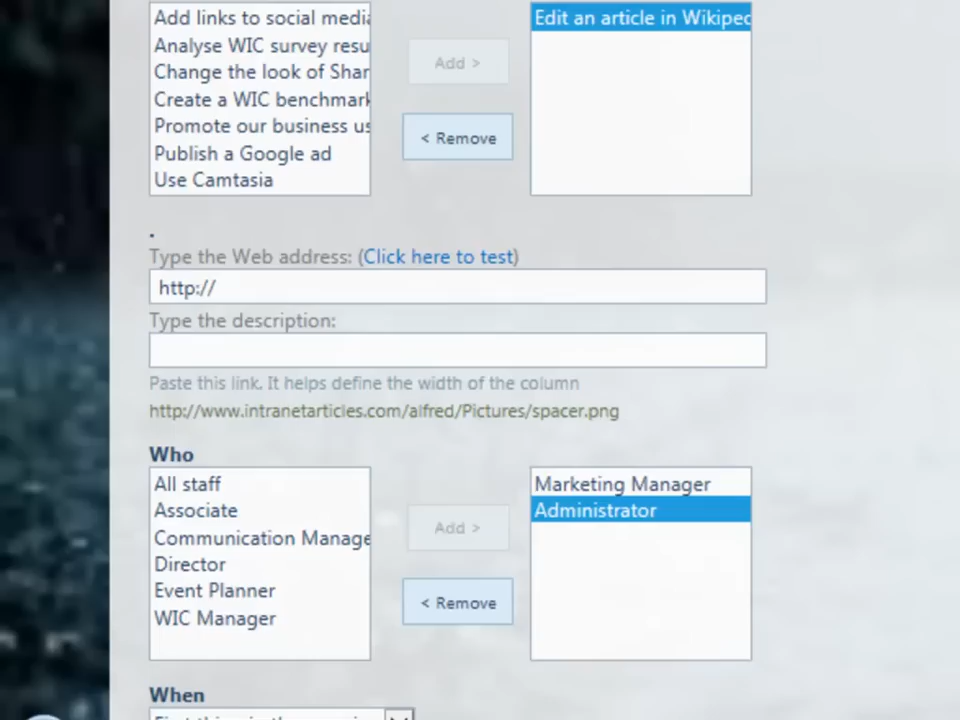 Add links to social media
Analyse WIC survey resu
Change the look of Shar
Create a WIC benchmark
Promote our business us
Publish a Google ad
Use Camtasia
Add >
< Remove
Edit an article in Wikiped
.
Type the Web address: (Click here to test)
http://
Type the description:
Paste this link. It helps define the width of the column
http://www.intranetarticles.com/alfred/Pictures/spacer.png
Who
All staff
Associate
Communication Manage
Director
Event Planner
WIC Manager
Add >
< Remove
Marketing Manager
Administrator
When